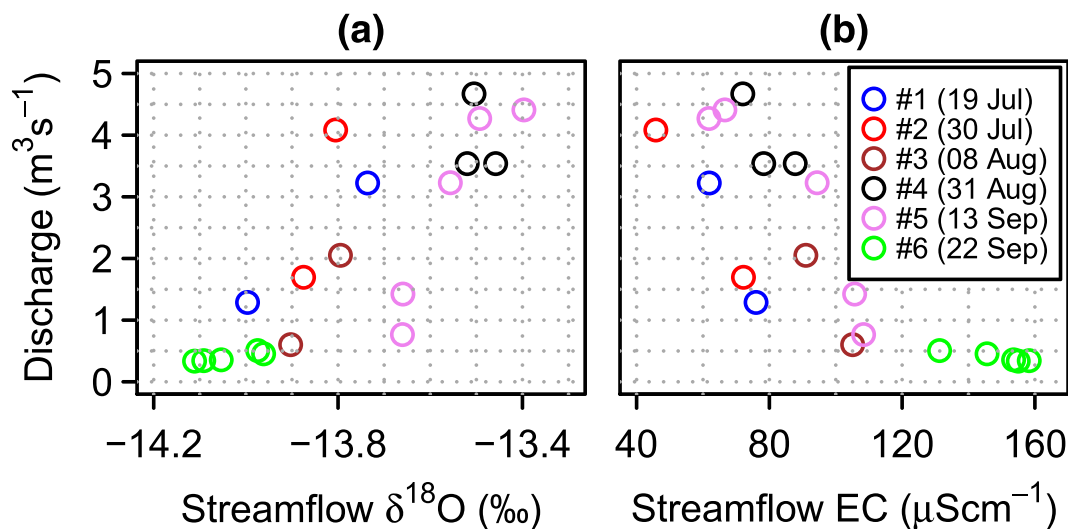 (a)
(b)
Discharge (m³s⁻¹)
5
4
3
2
1
0
−14.2 −13.8 −13.4
Streamflow δ¹⁸O (‰)
#1 (19 Jul)
#2 (30 Jul)
#3 (08 Aug)
#4 (31 Aug)
#5 (13 Sep)
#6 (22 Sep)
40 80 120 160
Streamflow EC (μScm⁻¹)